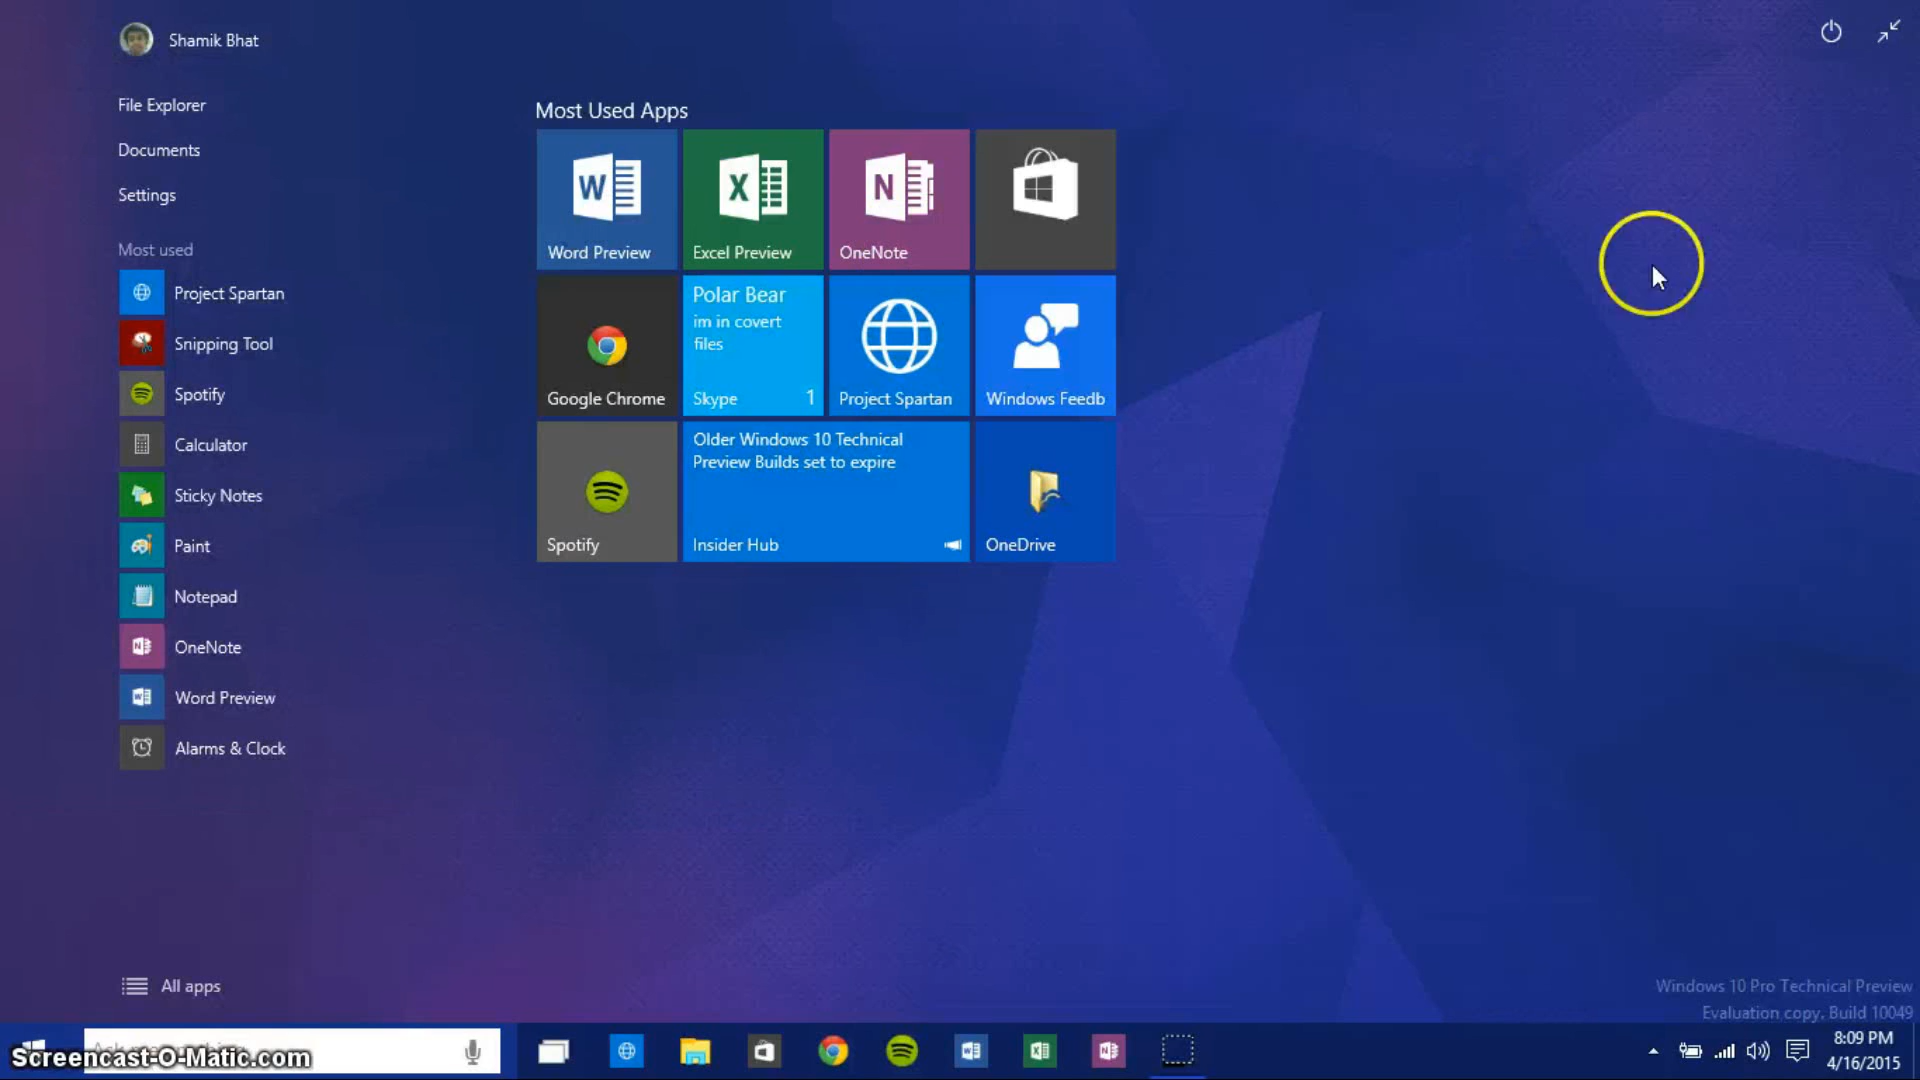 Shamik Bhat
File Explorer
Documents
Settings
Most used
Project Spartan
Snipping Tool
Spotify
Calculator
Sticky Notes
Paint
Notepad
OneNote
Word Preview
Alarms & Clock
All apps
Most Used Apps
Word Preview
Excel Preview
OneNote
Google Chrome
Polar Bear
im in covert
files
Skype 1
Project Spartan
Windows Feedb
Spotify
Older Windows 10 Technical
Preview Builds set to expire
Insider Hub
OneDrive
Windows 10 Pro Technical Preview
Evaluation copy. Build 10049
Screencast-O-Matic.com
8:09 PM
4/16/2015